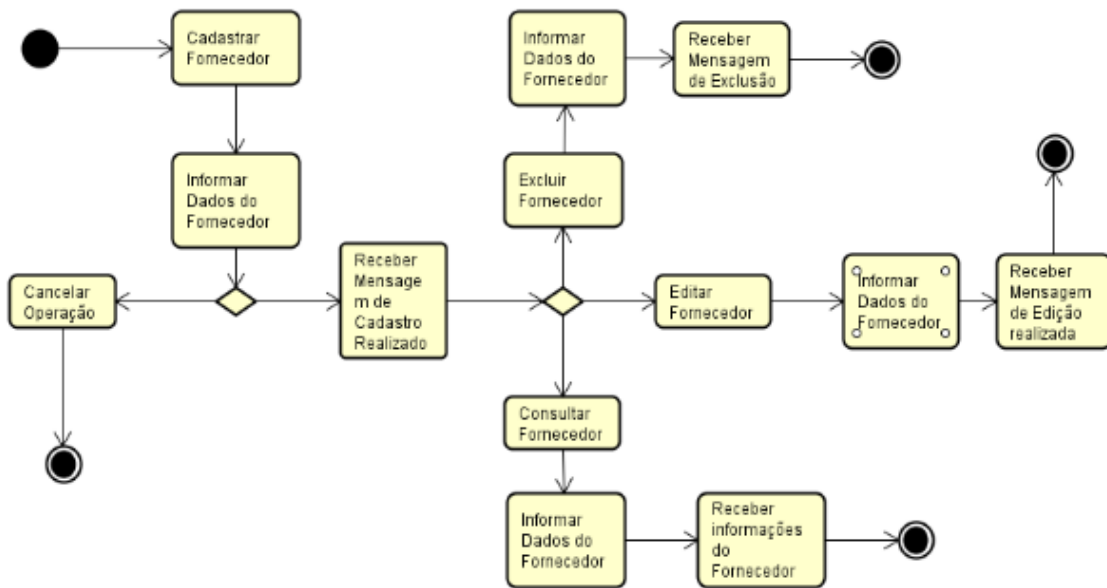 Cadastrar
Fornecedor
Informar
Dados do
Fornecedor
Cancelar
Operação
Receber
Mensage
m de
Cadastro
Realizado
Informar
Dados do
Fornecedor
Receber
Mensagem
de Exclusão
Excluir
Fornecedor
Editar
Fornecedor
Informar
Dados do
Fornecedor
Receber
Mensagem
de Edição
realizada
Consultar
Fornecedor
Informar
Dados do
Fornecedor
Receber
informações
do
Fornecedor